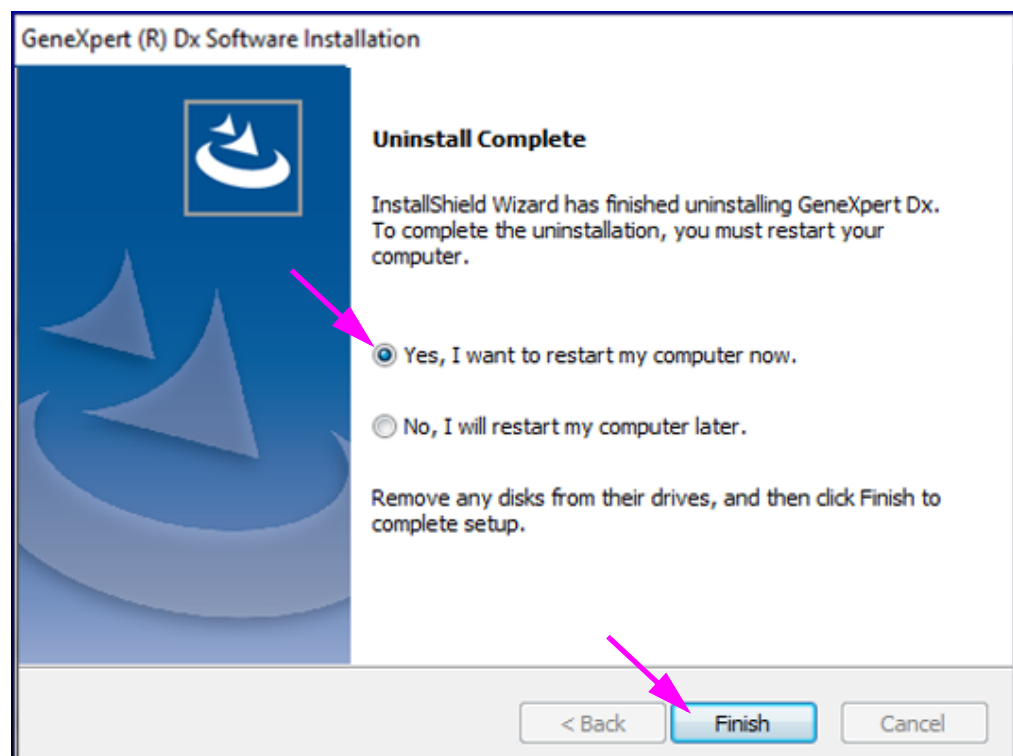 GeneXpert (R) Dx Software Installation
Uninstall Complete
InstallShield Wizard has finished uninstalling GeneXpert Dx.
To complete the uninstallation, you must restart your
computer.
Yes, I want to restart my computer now.
No, I will restart my computer later.
Remove any disks from their drives, and then click Finish to
complete setup.
< Back
Finish
Cancel